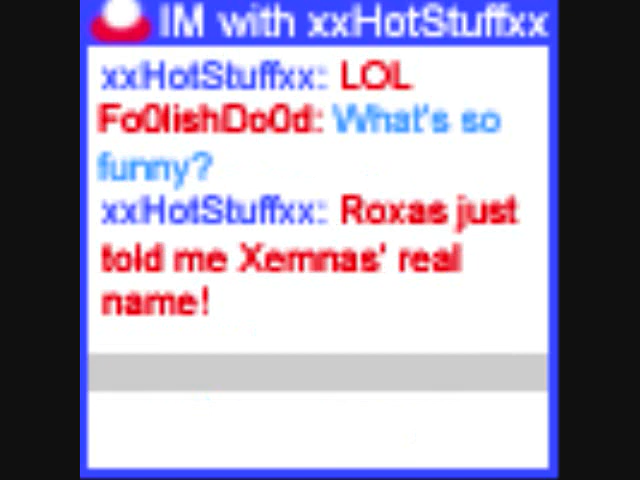 IM with xxHotStuffxx
xxHotStuffxx: LOL
Fo0lishDo0d: What's so
funny?
xxHotStuffxx: Roxas just
told me Xemnas' real
name!